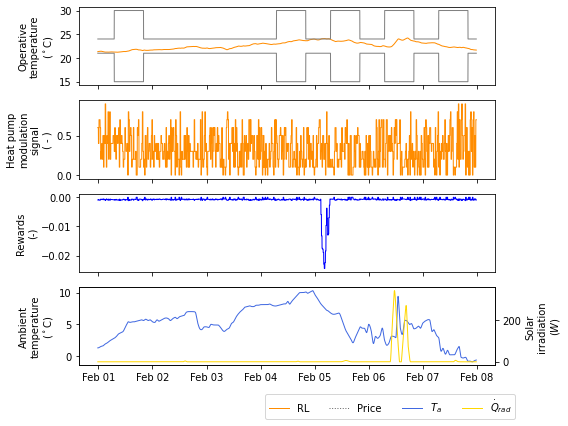 Operative
temperature
(°C)
30
25
20
15
Heat pump
modulation
signal
( - )
0.5
0.0
Rewards
(-)
0.00
−0.01
−0.02
Ambient
temperature
(°C)
10
5
0
Solar
irradiation
(W)
200
0
Feb 01 Feb 02 Feb 03 Feb 04 Feb 05 Feb 06 Feb 07 Feb 08
RL Price Tₐ Q̇rad